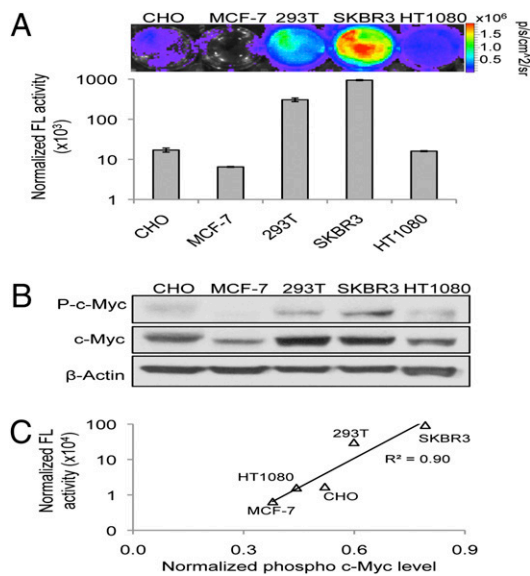 A
CHO MCF-7 293T SKBR3 HT1080
x10⁶
1.5
1.0
0.5
p/s/cm^2/sr
Normalized FL activity (x10³)
1000
100
10
1
CHO
MCF-7
293T
SKBR3
HT1080
B
CHO MCF-7 293T SKBR3 HT1080
P-c-Myc
c-Myc
β-Actin
C
Normalized FL activity (x10⁴)
100
10
1
0
293T
SKBR3
R² = 0.90
HT1080
CHO
MCF-7
0.0 0.3 0.6 0.9
Normalized phospho c-Myc level